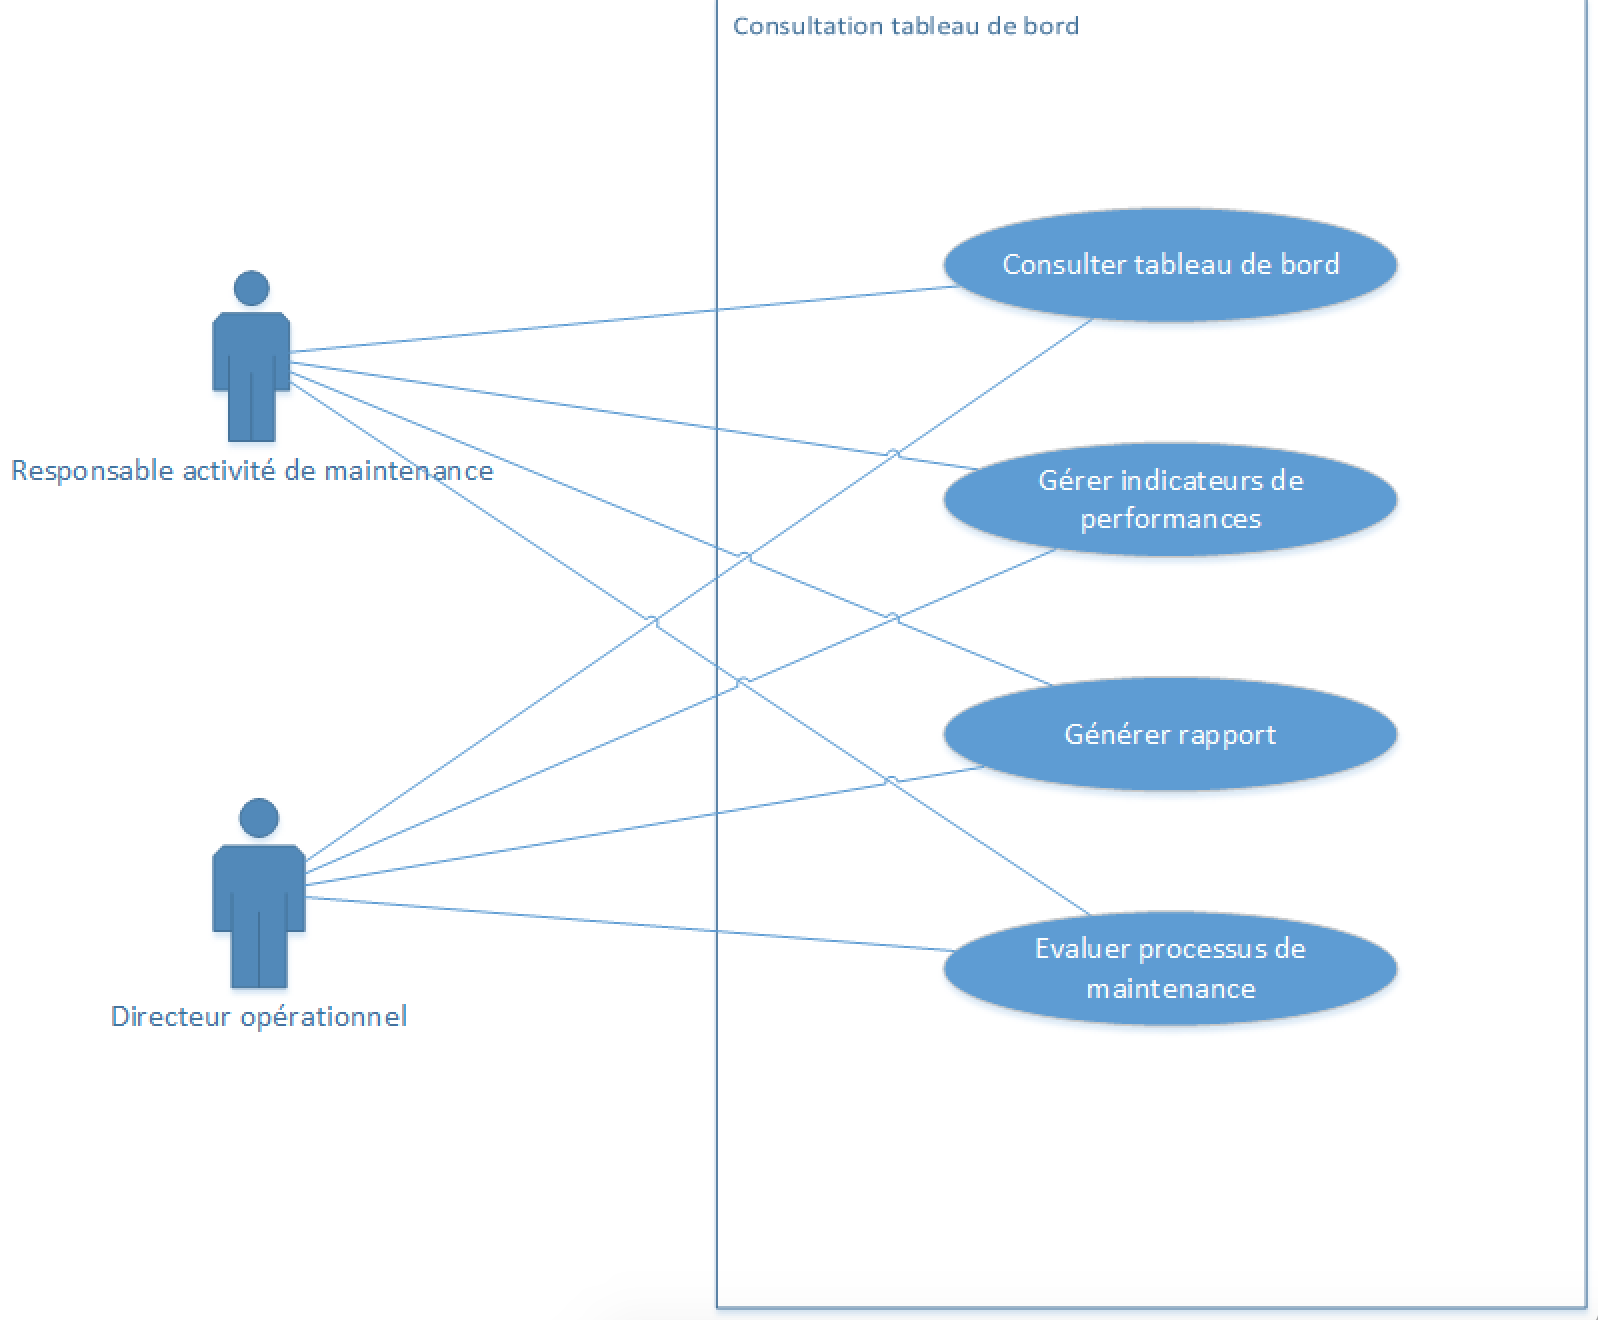 Consultation tableau de bord
Consulter tableau de bord
Responsable activité de maintenance
Gérer indicateurs de
performances
Générer rapport
Evaluer processus de
maintenance
Directeur opérationnel